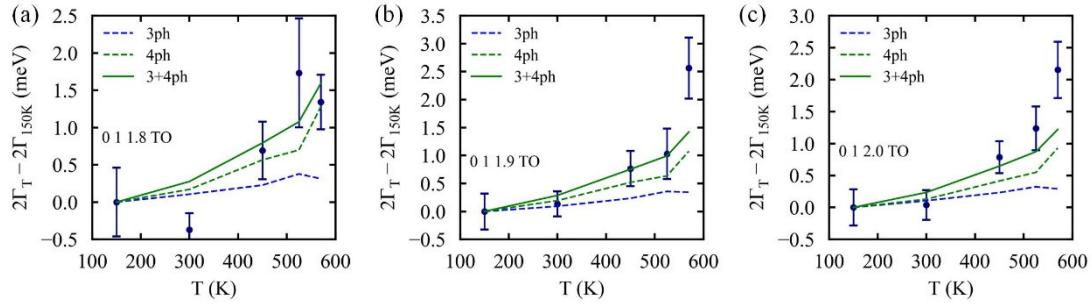 (a)
2Γ_T − 2Γ_150K (meV)
2.5
2.0
1.5
1.0
0.5
0.0
−0.5
3ph
4ph
3+4ph
0 1 1.8 TO
100 200 300 400 500 600
T (K)
(b)
2Γ_T − 2Γ_150K (meV)
3.5
3.0
2.5
2.0
1.5
1.0
0.5
0.0
−0.5
3ph
4ph
3+4ph
0 1 1.9 TO
100 200 300 400 500 600
T (K)
(c)
2Γ_T − 2Γ_150K (meV)
3.0
2.5
2.0
1.5
1.0
0.5
0.0
−0.5
3ph
4ph
3+4ph
0 1 2.0 TO
100 200 300 400 500 600
T (K)